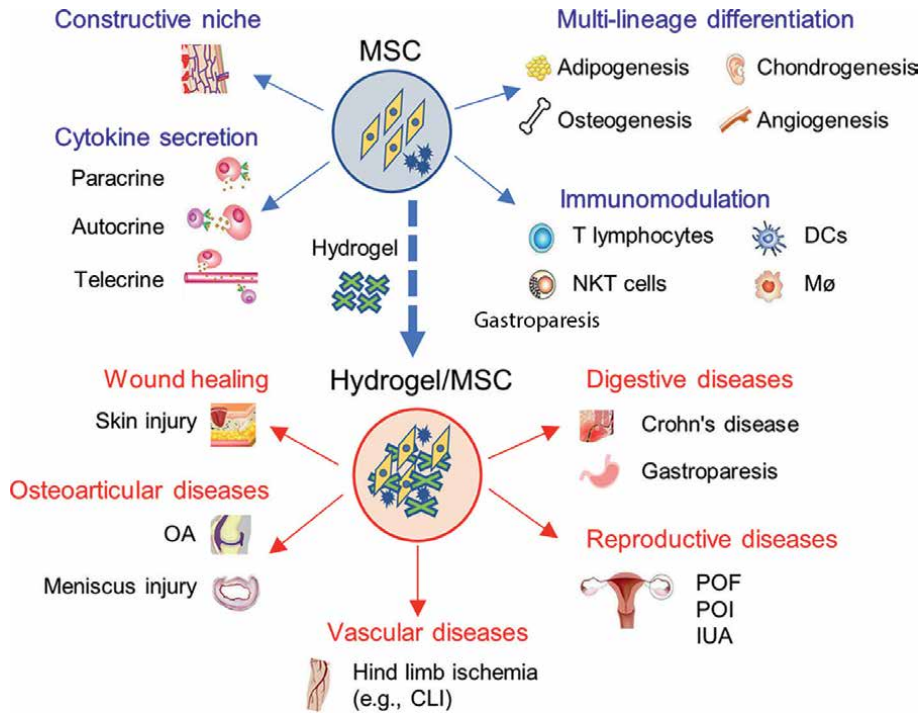 Constructive niche
MSC
Multi-lineage differentiation
Adipogenesis
Chondrogenesis
Osteogenesis
Angiogenesis
Cytokine secretion
Paracrine
Autocrine
Telecrine
Hydrogel
Immunomodulation
T lymphocytes
DCs
NKT cells
Mø
Gastroparesis
Hydrogel/MSC
Wound healing
Skin injury
Osteoarticular diseases
OA
Meniscus injury
Digestive diseases
Crohn's disease
Gastroparesis
Reproductive diseases
POF
POI
IUA
Vascular diseases
Hind limb ischemia
(e.g., CLI)